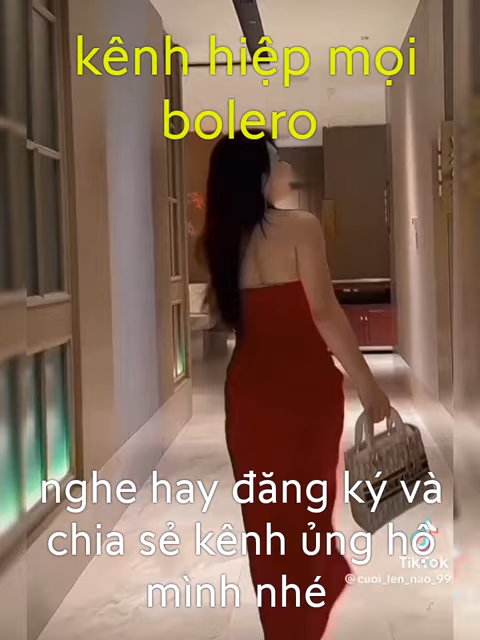 kênh hiệp mọi
bolero
nghe hay đăng ký và
chia sẻ kênh ủng hộ
mình nhé
TikTok
@cuoi_len_nao_99